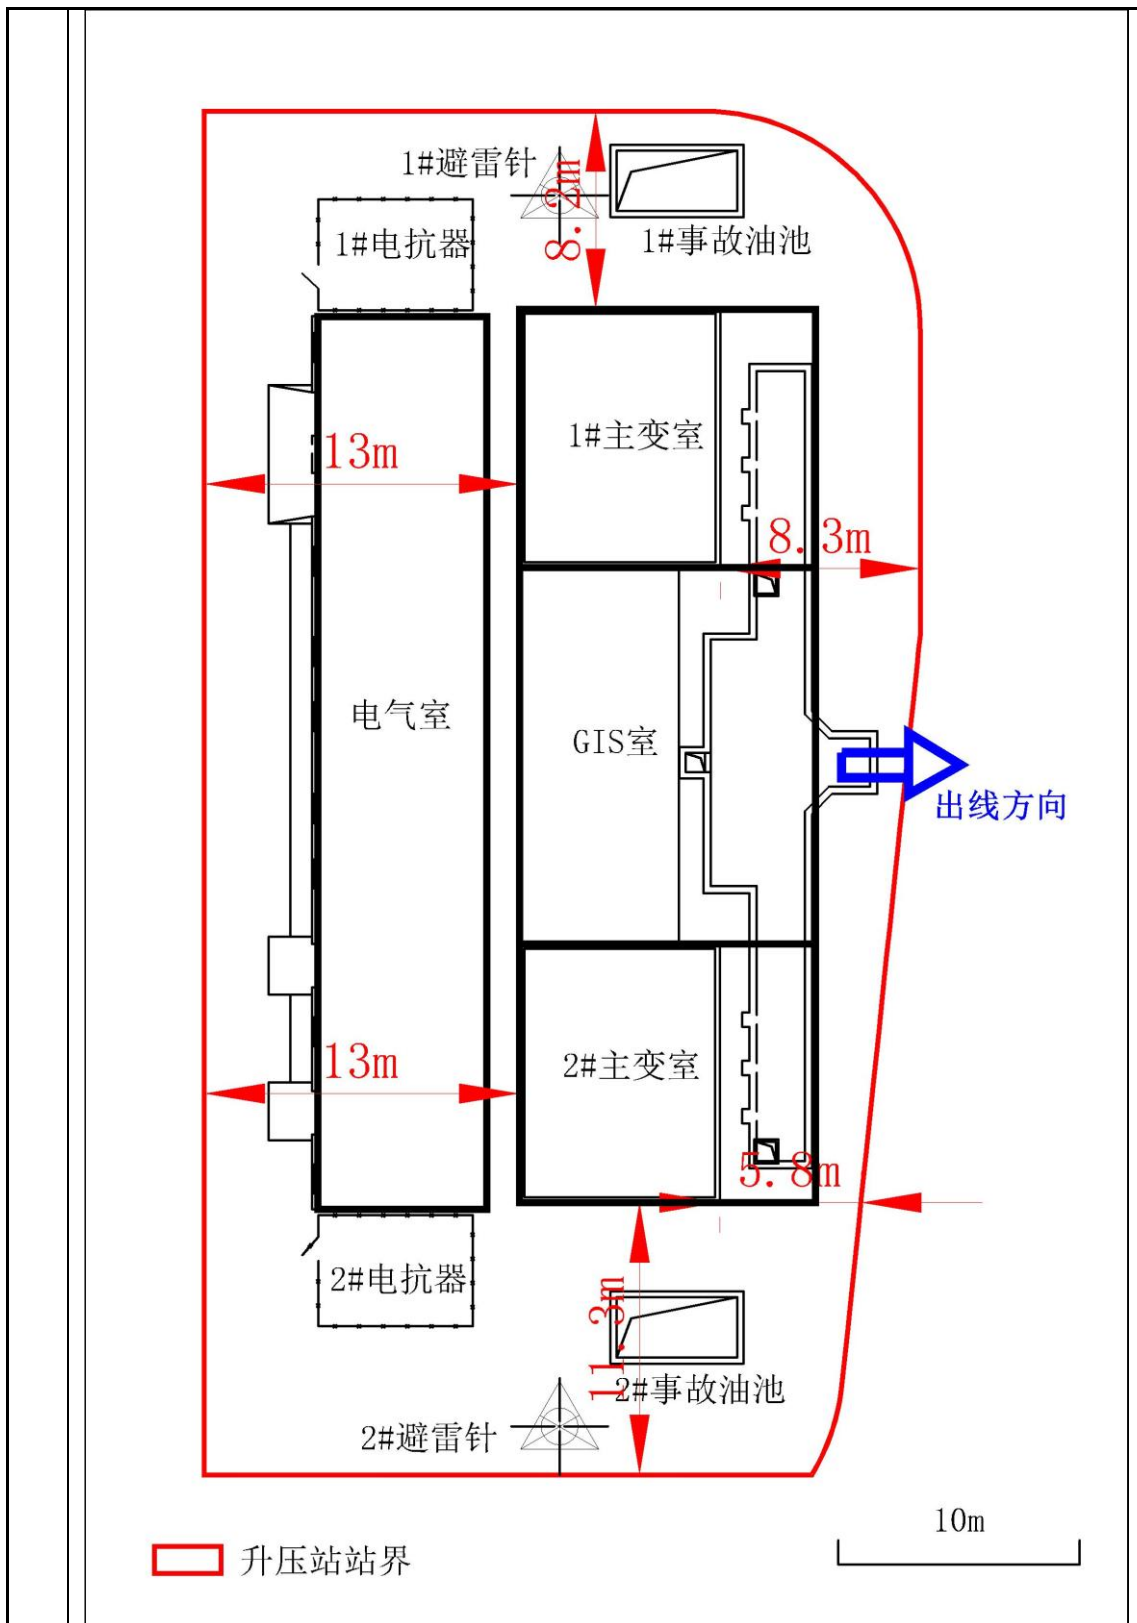 1#避雷针
8.2m
1#电抗器
1#事故油池
1#主变室
13m
8.3m
电气室
GIS室
出线方向
2#主变室
13m
5.8m
2#电抗器
11.3m
2#事故油池
2#避雷针
10m
升压站站界